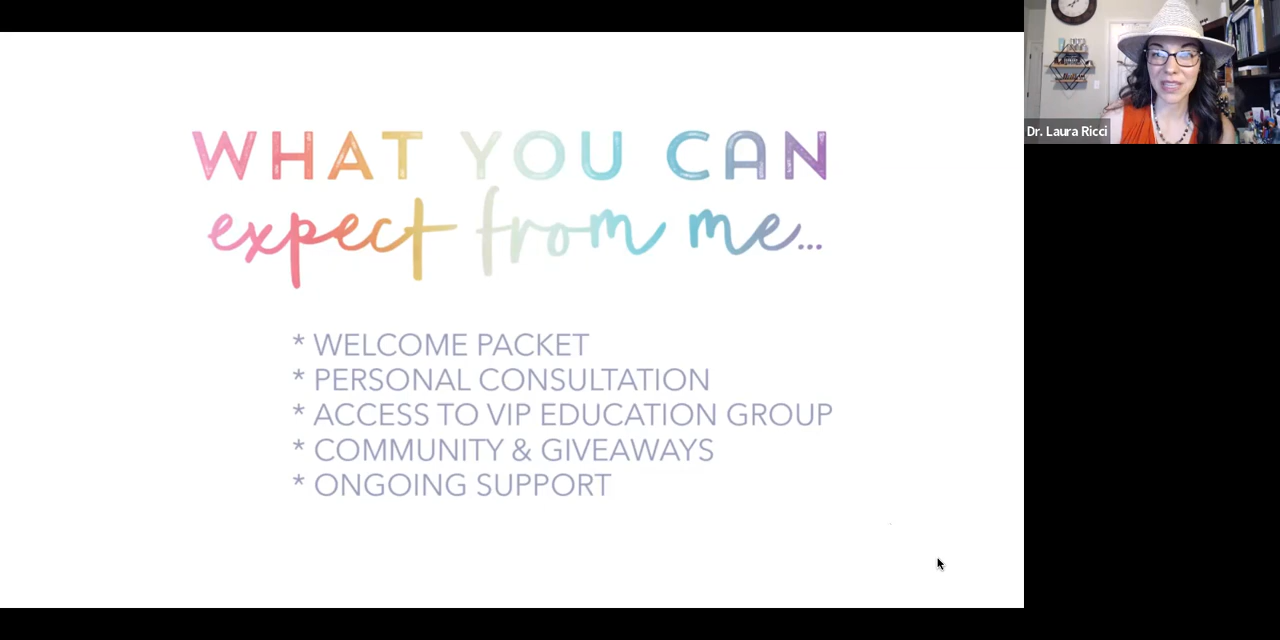 WHAT YOU CAN
expect from me...
* WELCOME PACKET
* PERSONAL CONSULTATION
* ACCESS TO VIP EDUCATION GROUP
* COMMUNITY & GIVEAWAYS
* ONGOING SUPPORT
Dr. Laura Ricci